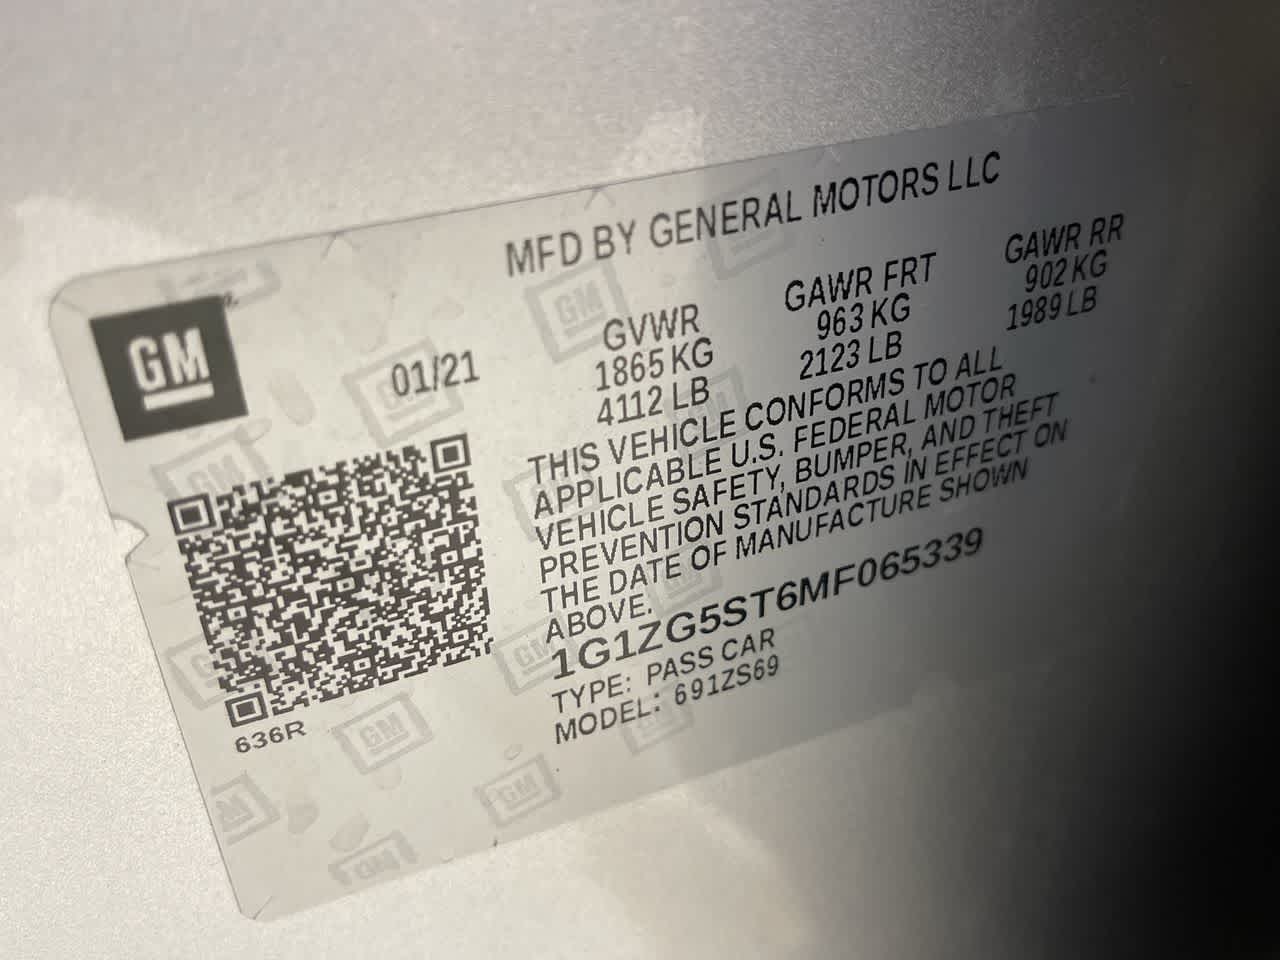 MFD BY GENERAL MOTORS LLC
GM
01/21
GVWR GAWR FRT GAWR RR
1865 KG 963 KG 902 KG
4112 LB 2123 LB 1989 LB
THIS VEHICLE CONFORMS TO ALL
APPLICABLE U.S. FEDERAL MOTOR
VEHICLE SAFETY, BUMPER, AND THEFT
PREVENTION STANDARDS IN EFFECT ON
THE DATE OF MANUFACTURE SHOWN
ABOVE.
1G1ZG5ST6MF065339
TYPE: PASS CAR
MODEL: 691ZS69
636R